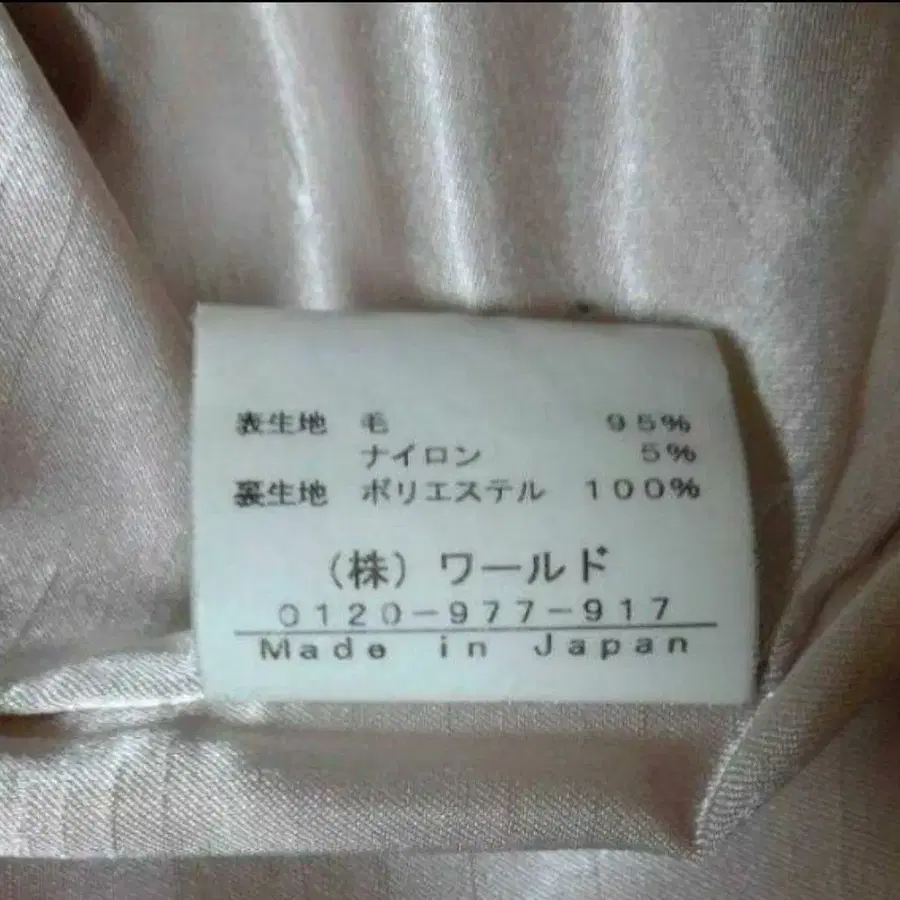 表生地 毛 95%
ナイロン 5%
裏生地 ポリエステル 100%
(株)ワールド
0120-977-917
Made in Japan